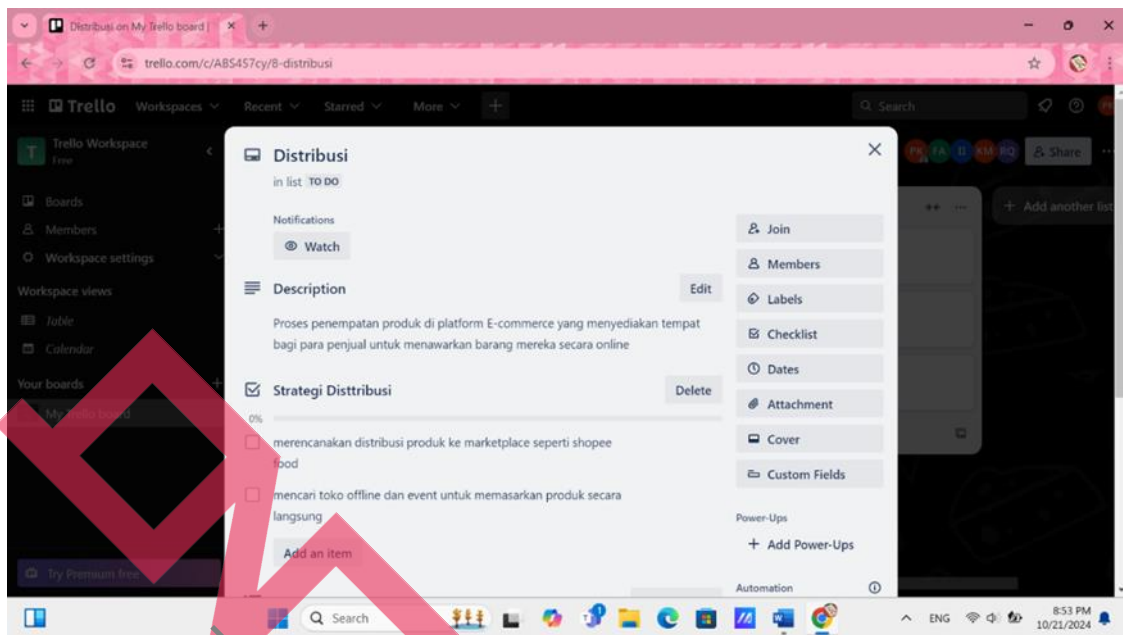 Distribusi on My Trello board |
trello.com/c/ABS457cy/8-distribusi
Trello Workspaces Recent Starred More Search
Trello Workspace
Free
Boards
Members
Workspace settings
Workspace views
Table
Calendar
Your boards
My Trello board
Try Premium free
Distribusi
in list TO DO
Notifications
Watch
Description Edit
Proses penempatan produk di platform E-commerce yang menyediakan tempat
bagi para penjual untuk menawarkan barang mereka secara online
Strategi Disttribusi Delete
0%
merencanakan distribusi produk ke marketplace seperti shopee
food
mencari toko offline dan event untuk memasarkan produk secara
langsung
Add an item
Join
Members
Labels
Checklist
Dates
Attachment
Cover
Custom Fields
Power-Ups
+ Add Power-Ups
Automation
T
PK FA KM RQ Share
+ Add another list
Search
ENG
8:53 PM
10/21/2024